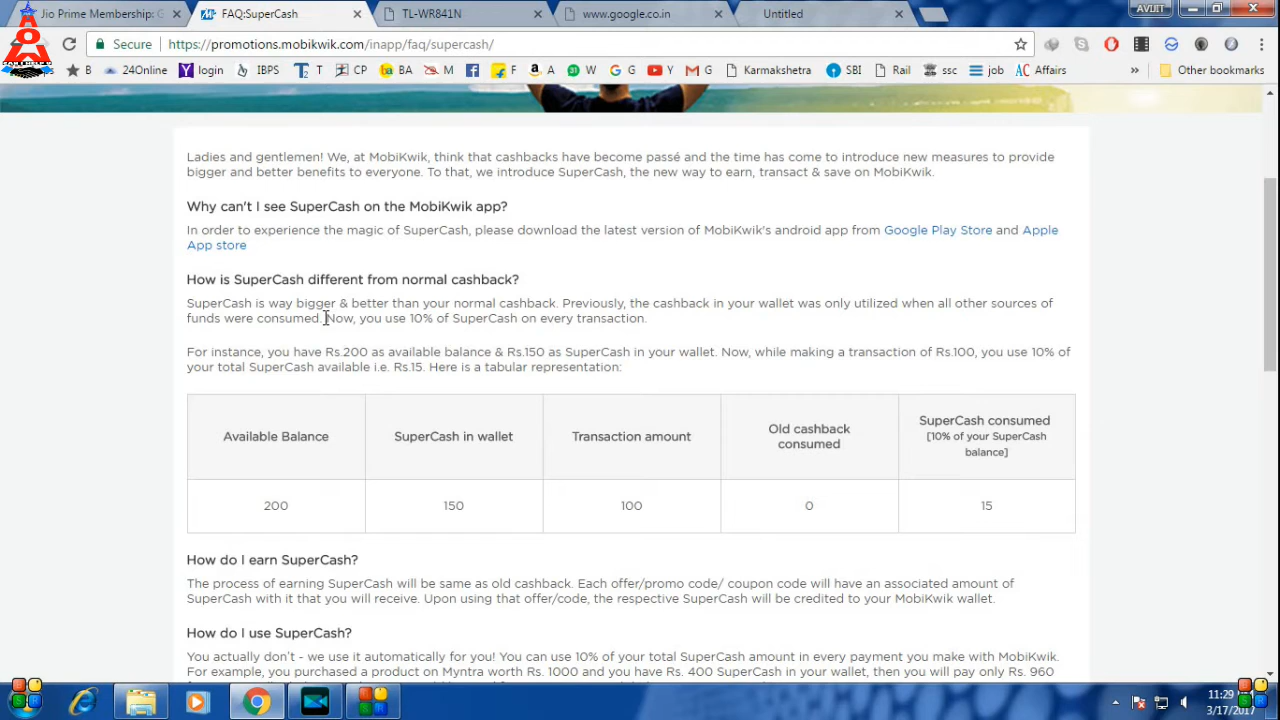 Jio Prime Membership: G
FAQ:SuperCash
TL-WR841N
www.google.co.in
Untitled
AVIJIT
Secure
https://promotions.mobikwik.com/inapp/faq/supercash/
B
24Online
login
IBPS
T
CP
BA
N
F
A
W
G
Y
G
Karmakshetra
SBI
Rail
ssc
job
Affairs
»
Other bookmarks
Ladies and gentlemen! We, at MobiKwik, think that cashbacks have become passé and the time has come to introduce new measures to provide
bigger and better benefits to everyone. To that, we introduce SuperCash, the new way to earn, transact & save on MobiKwik.
Why can't I see SuperCash on the MobiKwik app?
In order to experience the magic of SuperCash, please download the latest version of MobiKwik's android app from Google Play Store and Apple
App store
How is SuperCash different from normal cashback?
SuperCash is way bigger & better than your normal cashback. Previously, the cashback in your wallet was only utilized when all other sources of
funds were consumed. Now, you use 10% of SuperCash on every transaction.
For instance, you have Rs.200 as available balance & Rs.150 as SuperCash in your wallet. Now, while making a transaction of Rs.100, you use 10% of
your total SuperCash available i.e. Rs.15. Here is a tabular representation:
Available Balance
SuperCash in wallet
Transaction amount
Old cashback
consumed
SuperCash consumed
[10% of your SuperCash
balance]
200
150
100
0
15
How do I earn SuperCash?
The process of earning SuperCash will be same as old cashback. Each offer/promo code/ coupon code will have an associated amount of
SuperCash with it that you will receive. Upon using that offer/code, the respective SuperCash will be credited to your MobiKwik wallet.
How do I use SuperCash?
You actually don't - we use it automatically for you! You can use 10% of your total SuperCash amount in every payment you make with MobiKwik.
For example, you purchased a product on Myntra worth Rs. 1000 and you have Rs. 400 SuperCash in your wallet, then you will pay only Rs. 960
11:29
3/17/2017